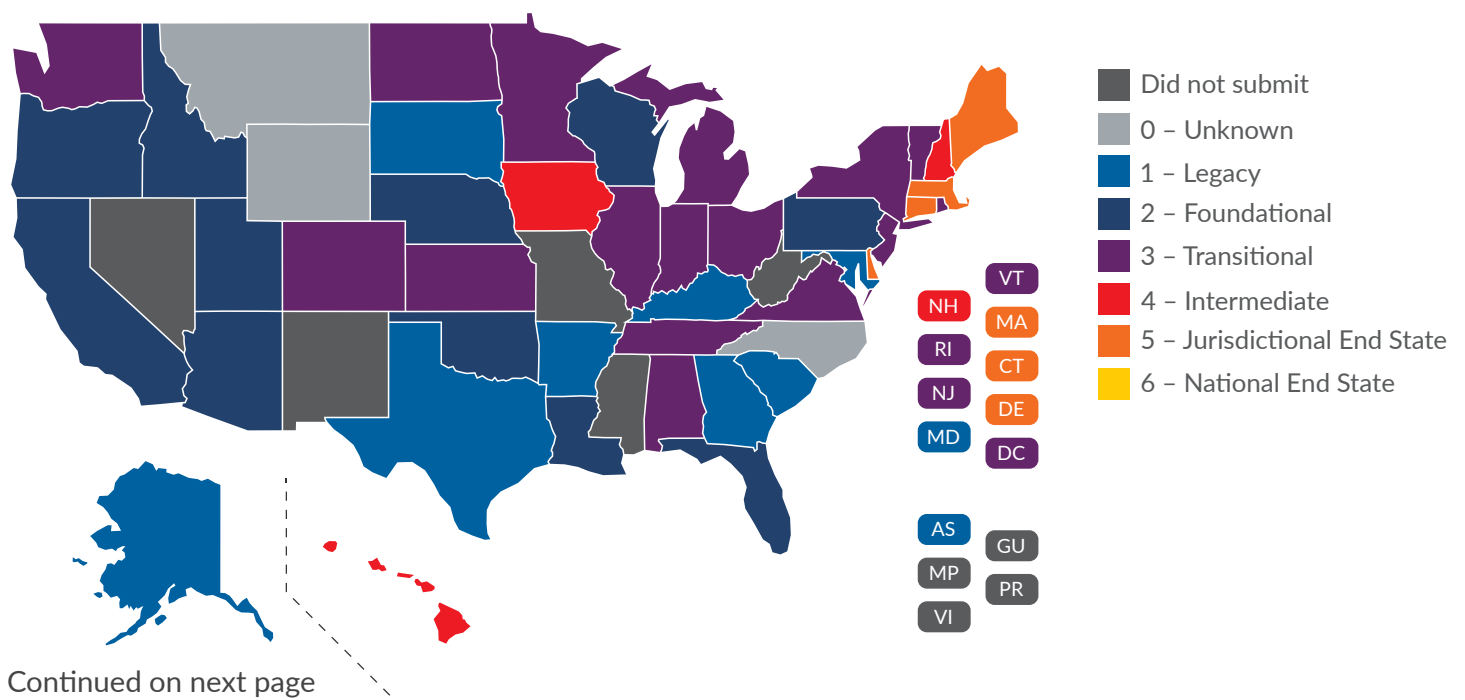 Did not submit
0 – Unknown
1 – Legacy
2 – Foundational
3 – Transitional
4 – Intermediate
5 – Jurisdictional End State
6 – National End State
VT
NH
MA
RI
CT
NJ
DE
MD
DC
AS
GU
MP
PR
VI
Continued on next page